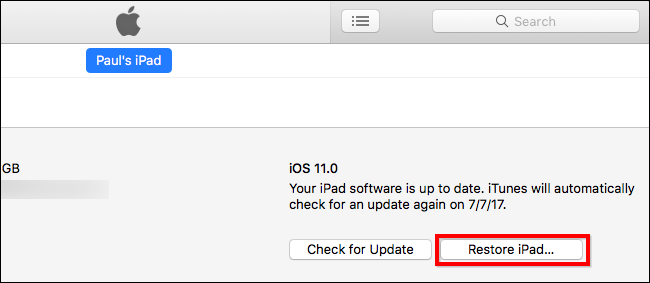 Search
Paul's iPad
GB
iOS 11.0
Your iPad software is up to date. iTunes will automatically
check for an update again on 7/7/17.
Check for Update
Restore iPad...